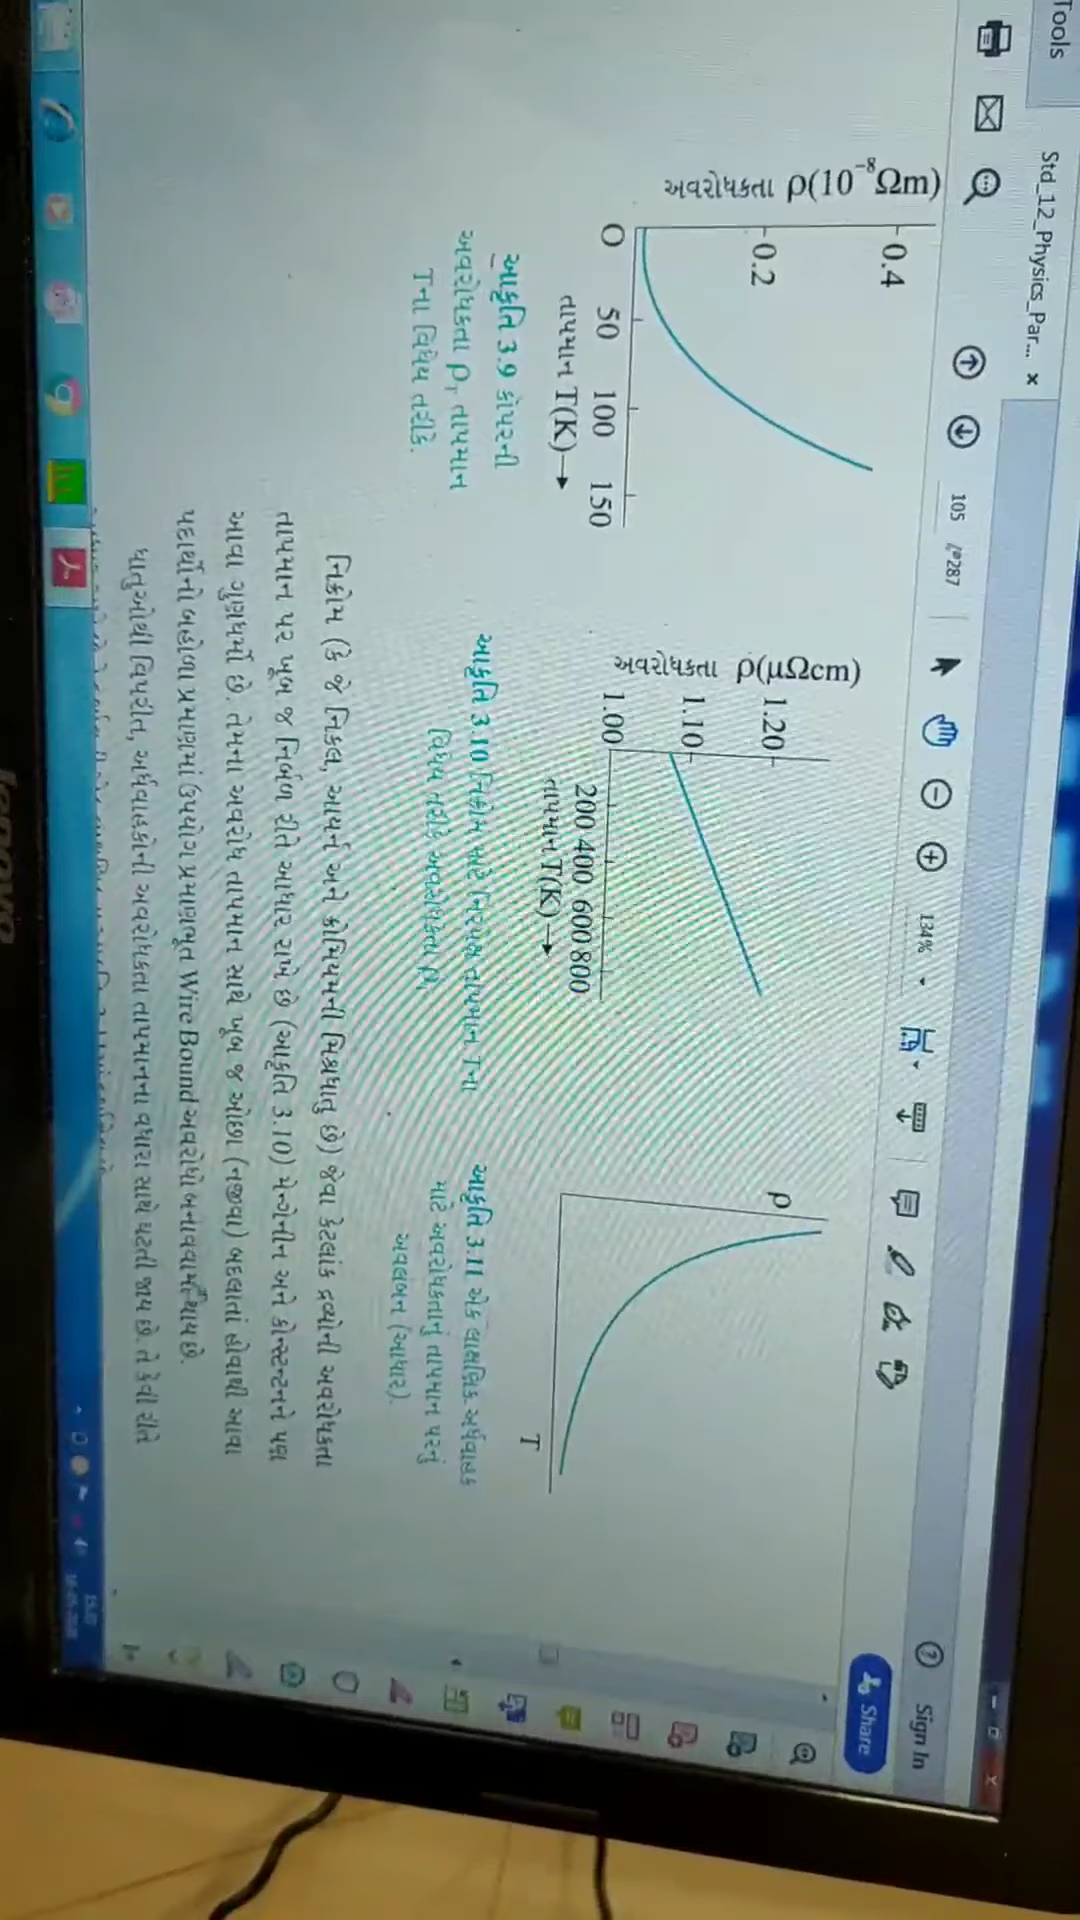 Tools
Std_12_Physics_Par... ×
105 / 287
134%
? Sign In
Share
અવરોધકતા ρ(10⁻⁸Ωm)
0.4
0.2
O 50 100 150
તાપમાન T(K)→
આકૃતિ 3.9 કોપરની
અવરોધકતા ρT તાપમાન
Tના વિધેય તરીકે.
અવરોધકતા ρ(μΩcm)
1.20
1.10
1.00
200 400 600 800
તાપમાન T(K)→
આકૃતિ 3.10 નિક્રોમ માટે નિરપેક્ષ તાપમાન Tના
વિધેય તરીકે અવરોધકતા ρ
ρ
T
આકૃતિ 3.11 એક લાક્ષણિક અર્ધવાહક
માટે અવરોધકતાનું તાપમાન પરનું
અવલંબન (આધાર).
નિક્રોમ (કે જે નિકલ, આયર્ન અને ક્રોમિયમની મિશ્રધાતુ છે) જેવા કેટલાંક દ્રવ્યોની અવરોધકતા
તાપમાન પર ખૂબ જ નિર્બળ રીતે આધાર રાખે છે (આકૃતિ 3.10) મેન્ગેનીન અને કોન્સ્ટન્ટનને પણ
આવા ગુણધર્મો છે. તેમના અવરોધ તાપમાન સાથે ખૂબ જ ઓછા (નજીવા) બદલાતાં હોવાથી આવા
પદાર્થોનો બહોળા પ્રમાણમાં ઉપયોગ પ્રમાણભૂત Wire Bound અવરોધો બનાવવામાં થાય છે.
ધાતુઓથી વિપરીત, અર્ધવાહકોની અવરોધકતા તાપમાનના વધારા સાથે ઘટતી જાય છે. તે કેવી રીતે
lenovo